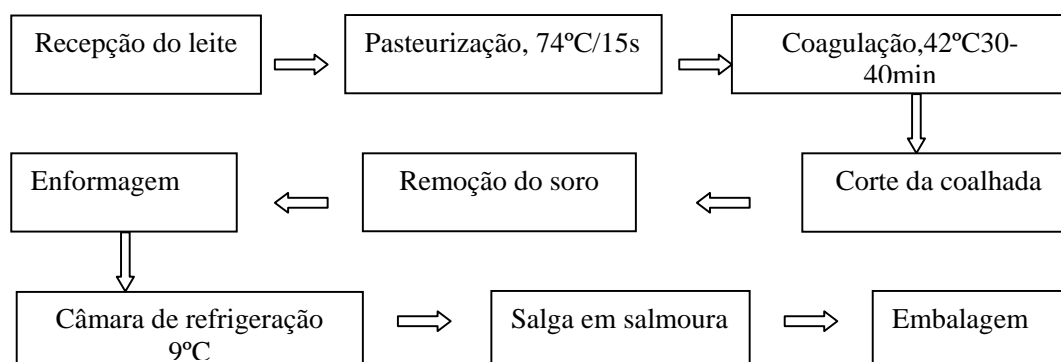 Recepção do leite
Pasteurização, 74ºC/15s
Coagulação,42ºC30-
40min
Corte da coalhada
Remoção do soro
Enformagem
Câmara de refrigeração
9ºC
Salga em salmoura
Embalagem